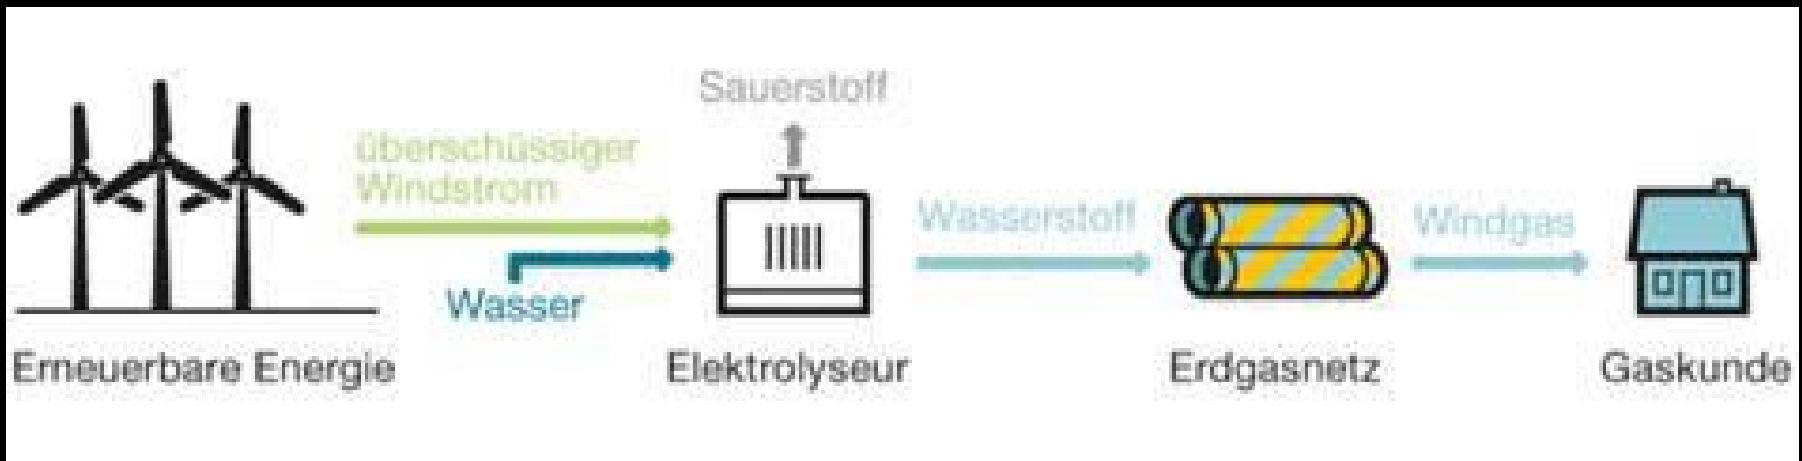 Sauerstoff
überschüssiger
Windstrom
Wasser
Wasserstoff
Windgas
Erneuerbare Energie
Elektrolyseur
Erdgasnetz
Gaskunde